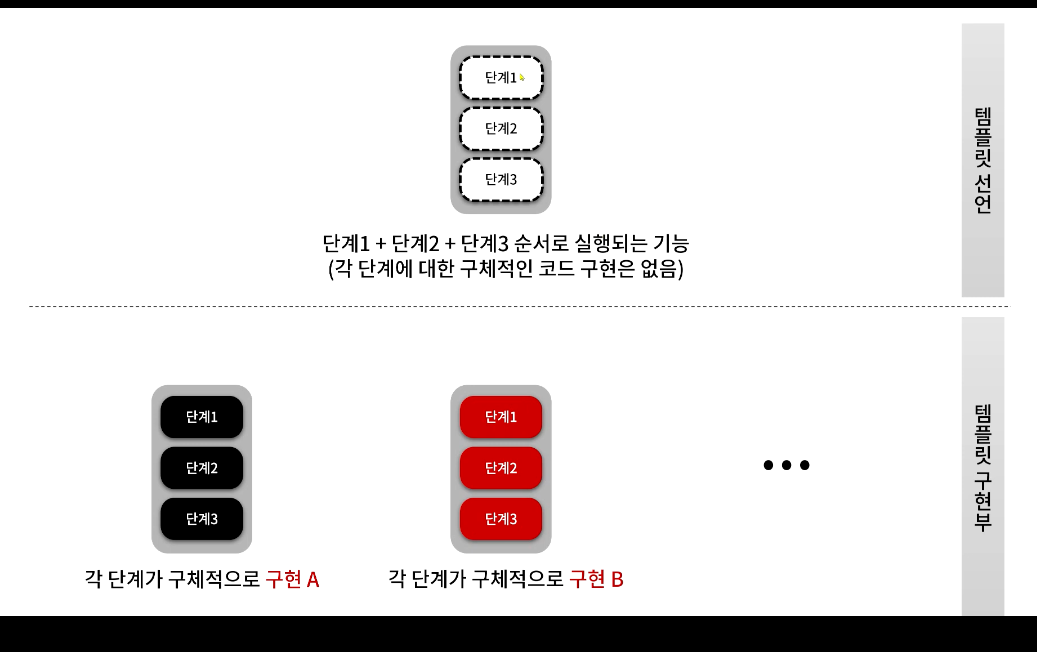 단계1
단계2
단계3
단계1 + 단계2 + 단계3 순서로 실행되는 기능
(각 단계에 대한 구체적인 코드 구현은 없음)
템플릿 선언
단계1
단계2
단계3
각 단계가 구체적으로 구현 A
단계1
단계2
단계3
각 단계가 구체적으로 구현 B
템플릿 구현부